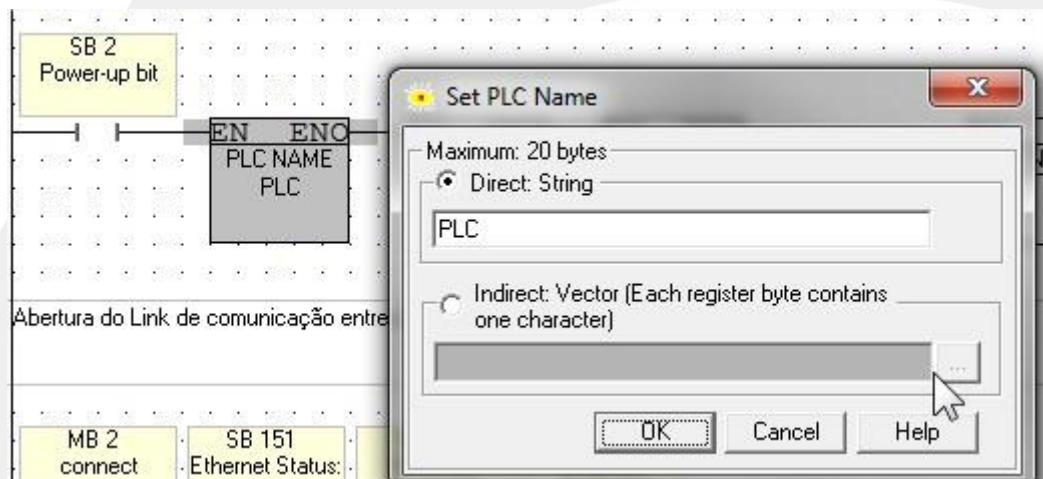 SB 2
Power-up bit
EN ENO
PLC NAME
PLC
Set PLC Name
Maximum: 20 bytes
Direct: String
PLC
Indirect: Vector (Each register byte contains
one character)
...
OK Cancel Help
Abertura do Link de comunicação entre
MB 2
connect
SB 151
Ethernet Status: